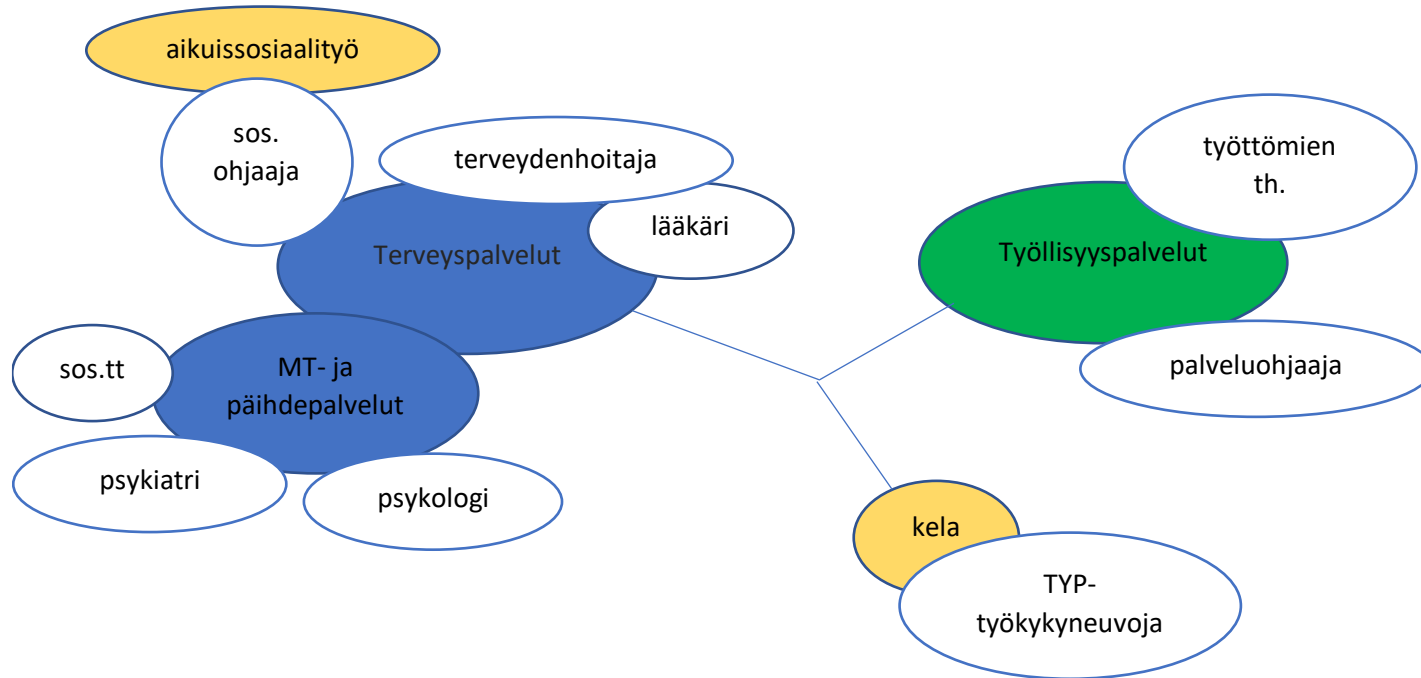 aikuissosiaalityö
sos.
ohjaaja
terveydenhoitaja
lääkäri
Terveyspalvelut
sos.tt
MT- ja
päihdepalvelut
psykiatri
psykologi
työttömien
th.
Työllisyyspalvelut
palveluohjaaja
kela
TYP-
työkykyneuvoja